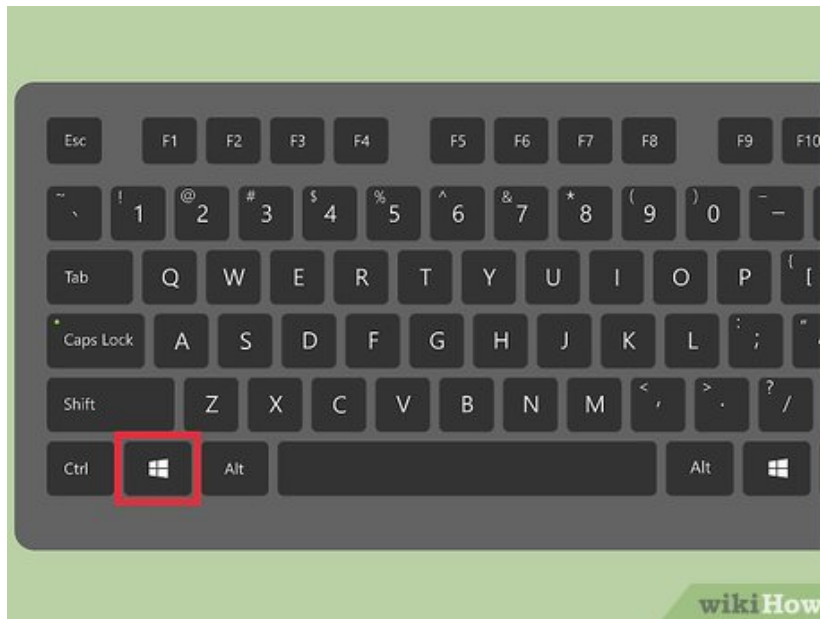 Esc F1 F2 F3 F4 F5 F6 F7 F8 F9 F10
~ ` ! 1 @ 2 # 3 $ 4 % 5 ^ 6 & 7 * 8 ( 9 ) 0 – —
Tab Q W E R T Y U I O P { [
Caps Lock A S D F G H J K L : ; "
Shift Z X C V B N M < , > . ? /
Ctrl Alt Alt
wikiHow